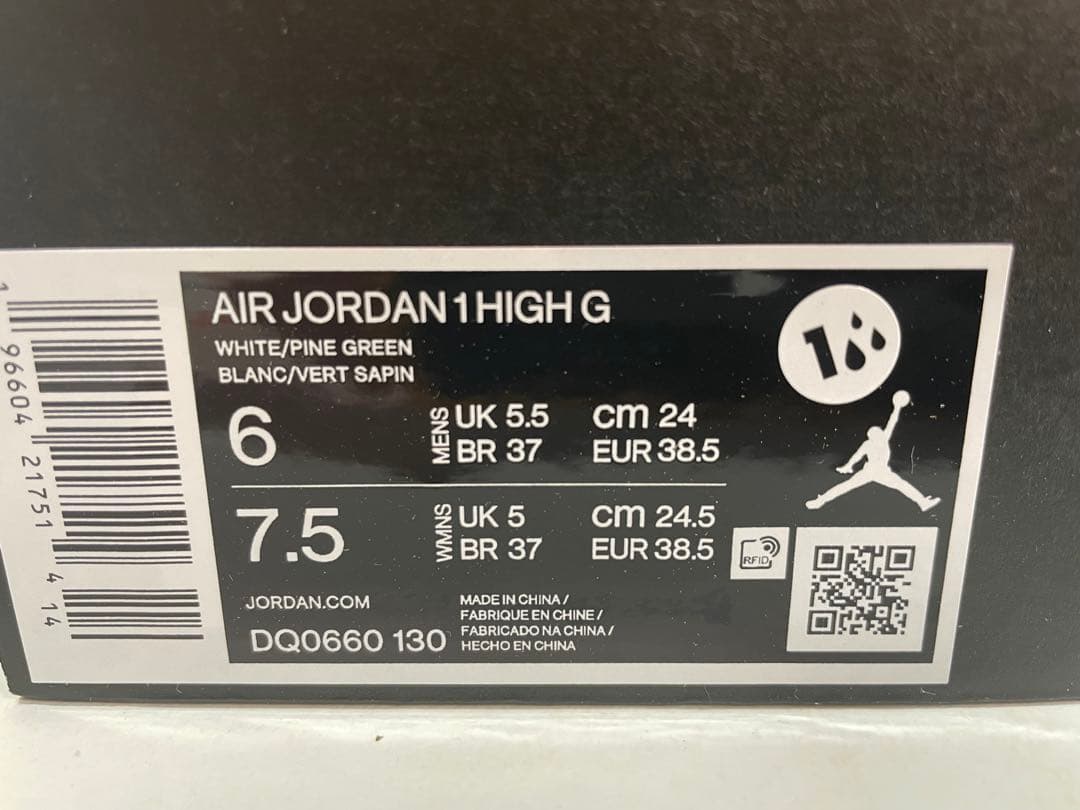 1 96604 21751 4 14
AIR JORDAN 1 HIGH G
WHITE/PINE GREEN
BLANC/VERT SAPIN
6
MENS
UK 5.5
cm 24
BR 37
EUR 38.5
7.5
WMNS
UK 5
cm 24.5
BR 37
EUR 38.5
JORDAN.COM
DQ0660 130
MADE IN CHINA /
FABRIQUE EN CHINE /
FABRICADO NA CHINA /
HECHO EN CHINA
1
RFID